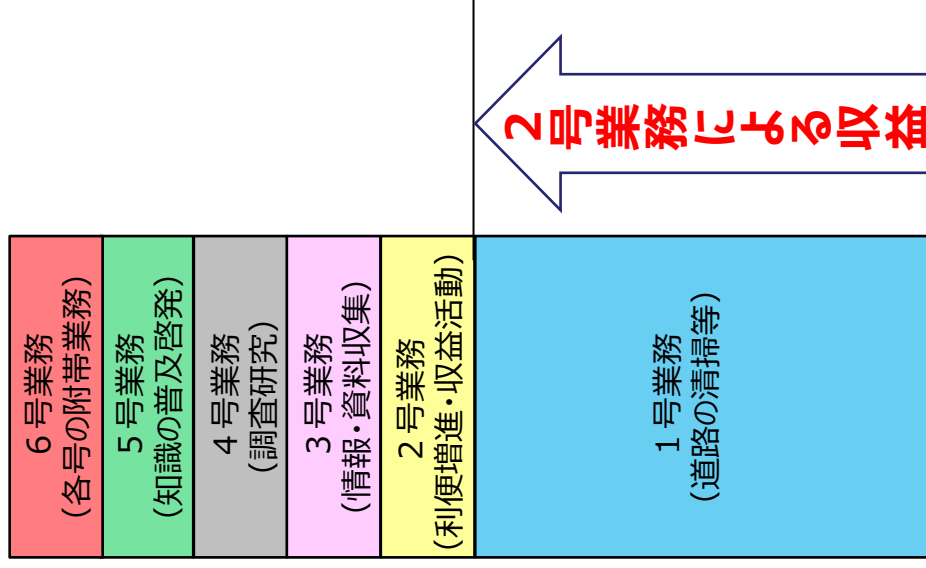 6号業務
(各号の附帯業務)
5号業務
(知識の普及啓発)
4号業務
(調査研究)
3号業務
(情報・資料収集)
2号業務
(利便増進・収益活動)
1号業務
(道路の清掃等)
2号業務による収益